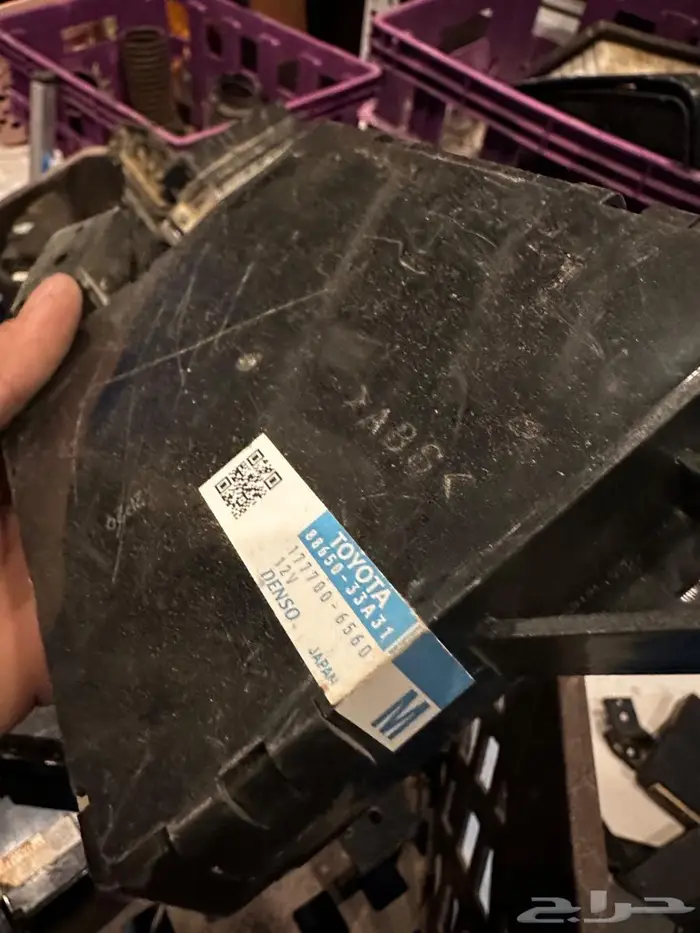 >ABS<
TOYOTA
88650-33A31
177700-6560
12V
DENSO
JAPAN
M
حراج